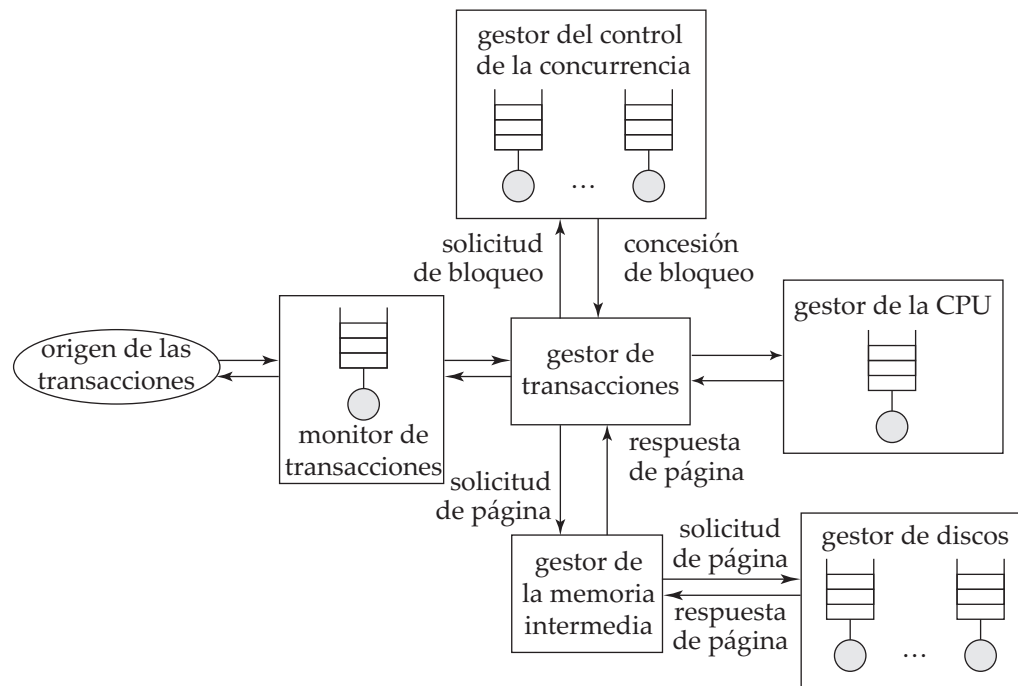 gestor del control
de la concurrencia
...
solicitud
de bloqueo
concesión
de bloqueo
gestor de la CPU
origen de las
transacciones
monitor de
transacciones
gestor de
transacciones
solicitud
de página
respuesta
de página
gestor de
la memoria
intermedia
solicitud
de página
respuesta
de página
gestor de discos
...